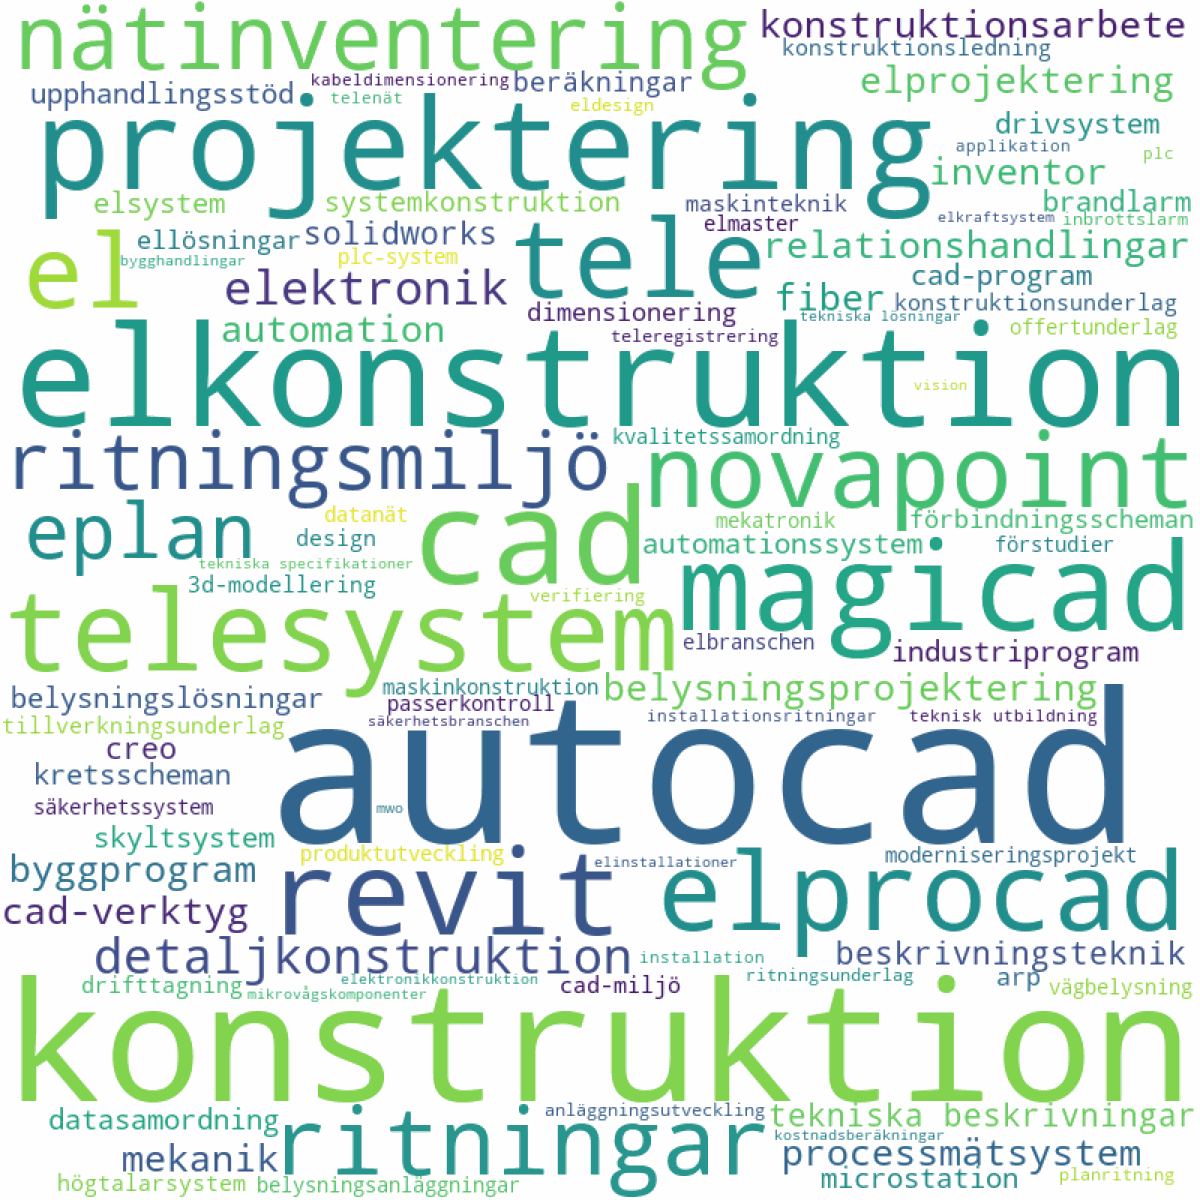 nätinventering
konstruktionsarbete
konstruktionsledning
kabeldimensionering
beräkningar
elprojektering
upphandlingsstöd
telenät
eldesign
projektering
drivsystem
applikation
plc
inventor
elsystem
systemkonstruktion
maskinteknik
brandlarm
elmaster
elkraftsystem
inbrottslarm
tele
ellösningar
solidworks
relationshandlingar
el
bygghandlingar
plc-system
cad-program
elektronik
fiber
konstruktionsunderlag
dimensionering
tekniska lösningar
automation
teleregistrering
offertunderlag
elkonstruktion
vision
ritningsmiljö
kvalitetssamordning
novapoint
cad
eplan
datanät
mekatronik
förbindningsscheman
design
automationssystem
förstudier
tekniska specifikationer
3d-modellering
magicad
verifiering
telesystem
elbranschen
industriprogram
maskinkonstruktion
belysningsprojektering
belysningslösningar
passerkontroll
autocad
tillverkningsunderlag
säkerhetsbranschen
installationsritningar
teknisk utbildning
creo
kretsscheman
säkerhetssystem
mwo
skyltsystem
produktutveckling
revit
elinstallationer
elprocad
moderniseringsprojekt
byggprogram
cad-verktyg
detaljkonstruktion
installation
beskrivningsteknik
drifttagning
elektronikkonstruktion
cad-miljö
ritningsunderlag
arp
vägbelysning
mikrovågskomponenter
konstruktion
datasamordning
ritningar
anläggningsutveckling
tekniska beskrivningar
kostnadsberäkningar
mekanik
processmätsystem
högtalarsystem
belysningsanläggningar
microstation
planritning